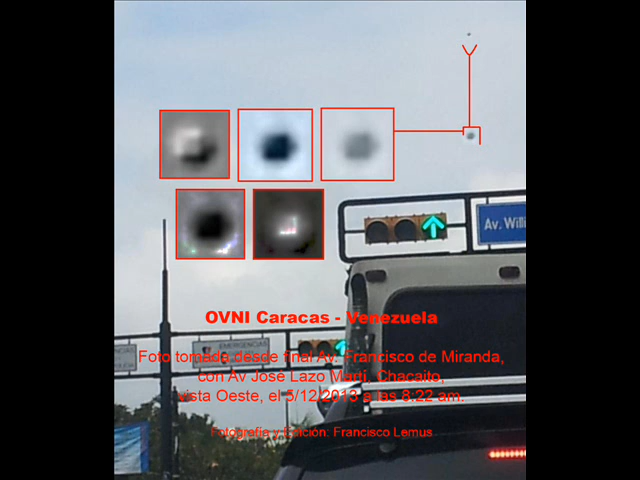 Av. Willi
OVNI Caracas - Venezuela
EMERGENCIAS
Foto tomada desde final Av. Francisco de Miranda,
con Av José Lazo Martí, Chacaito,
vista Oeste, el 5/12/2013 a las 8:22 am.
Fotografía y Edición: Francisco Lemus